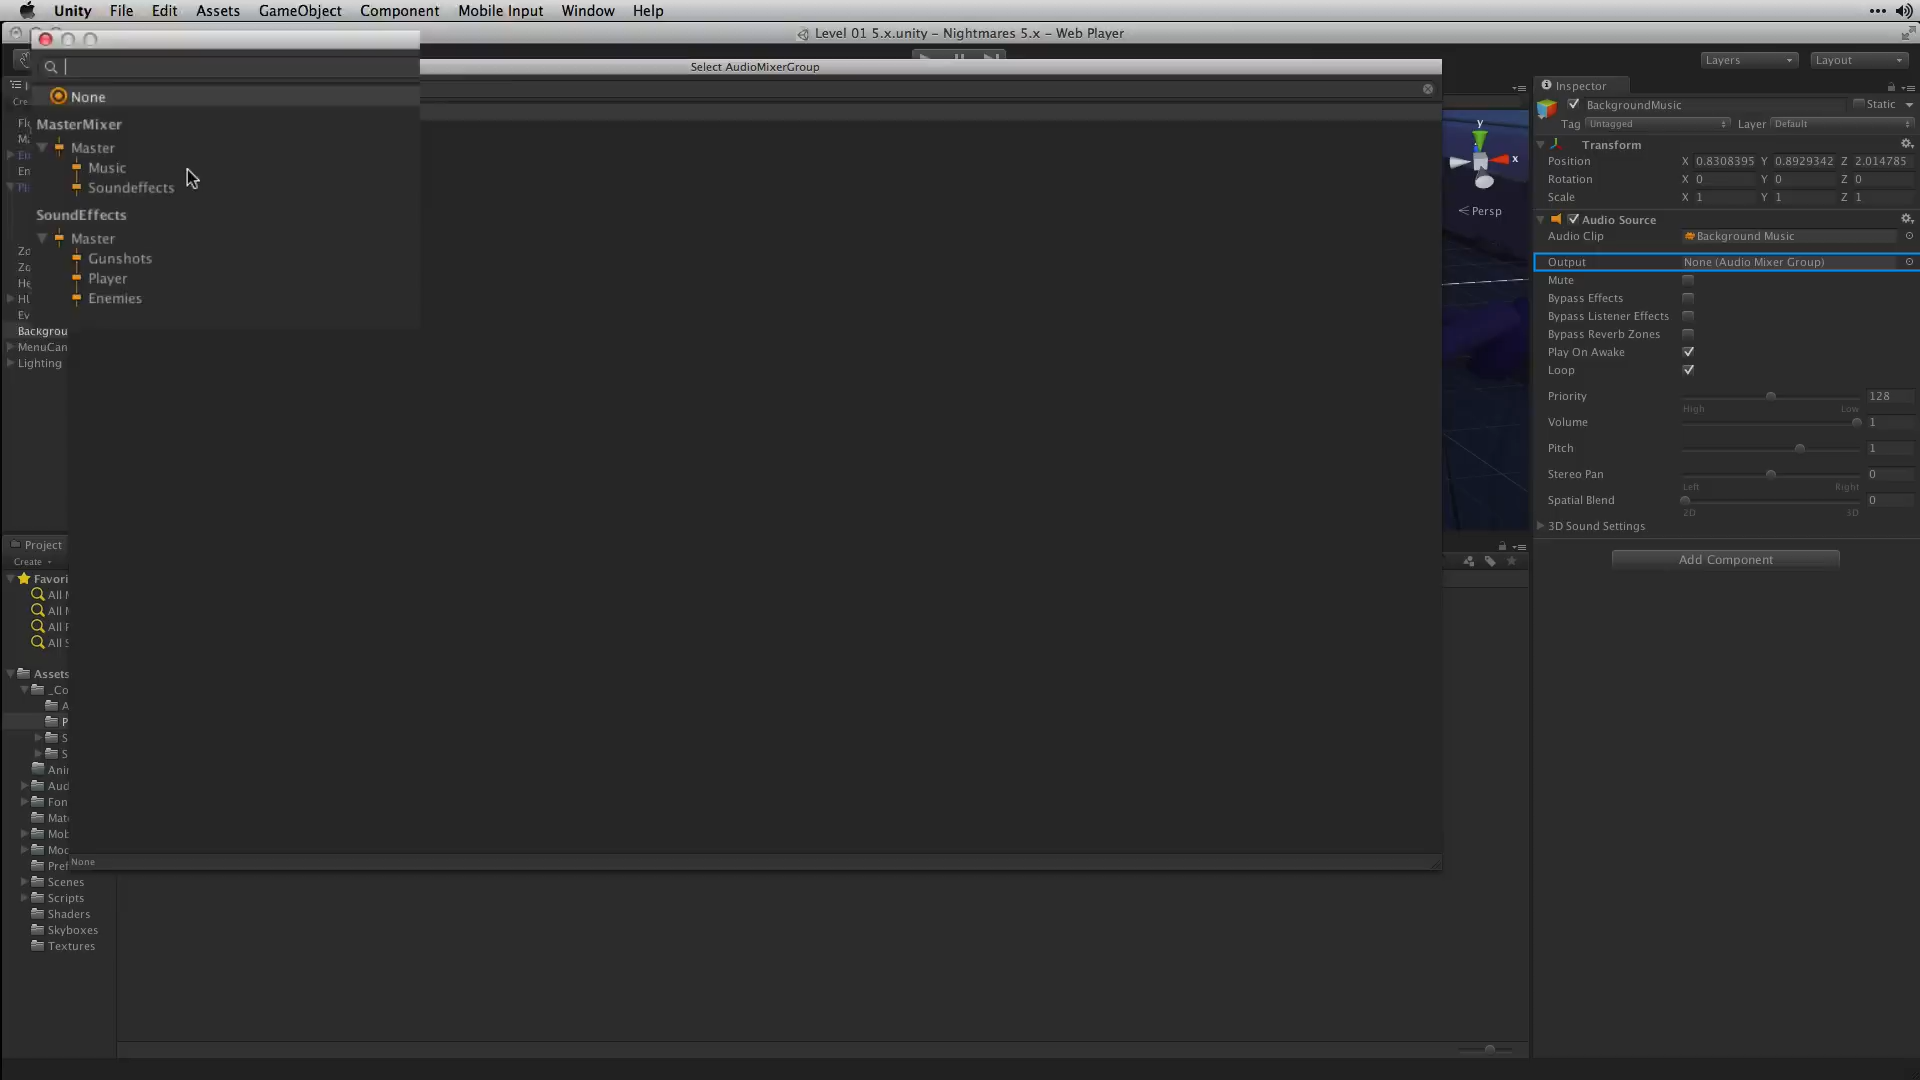 Unity File Edit Assets GameObject Component Mobile Input Window Help
Level 01 5.x.unity – Nightmares 5.x – Web Player
Layers
Layout
Select AudioMixerGroup
None
MasterMixer
Master
Music
Soundeffects
SoundEffects
Master
Gunshots
Player
Enemies
Backgrou
MenuCan
Lighting
y
x
Persp
Inspector
BackgroundMusic
Static
Tag Untagged Layer Default
Transform
Position X 0.8308395 Y 0.8929342 Z 2.014785
Rotation X 0 Y 0 Z 0
Scale X 1 Y 1 Z 1
Audio Source
Audio Clip Background Music
Output None (Audio Mixer Group)
Mute
Bypass Effects
Bypass Listener Effects
Bypass Reverb Zones
Play On Awake
Loop
Priority 128
High Low
Volume 1
Pitch 1
Stereo Pan 0
Left Right
Spatial Blend 0
2D 3D
3D Sound Settings
Add Component
Project
Create
Favori
All
All
All
All
Assets
_Co
A
P
S
S
Ani
Aud
Fon
Mat
Mob
Mod
Pref
None
Scenes
Scripts
Shaders
Skyboxes
Textures